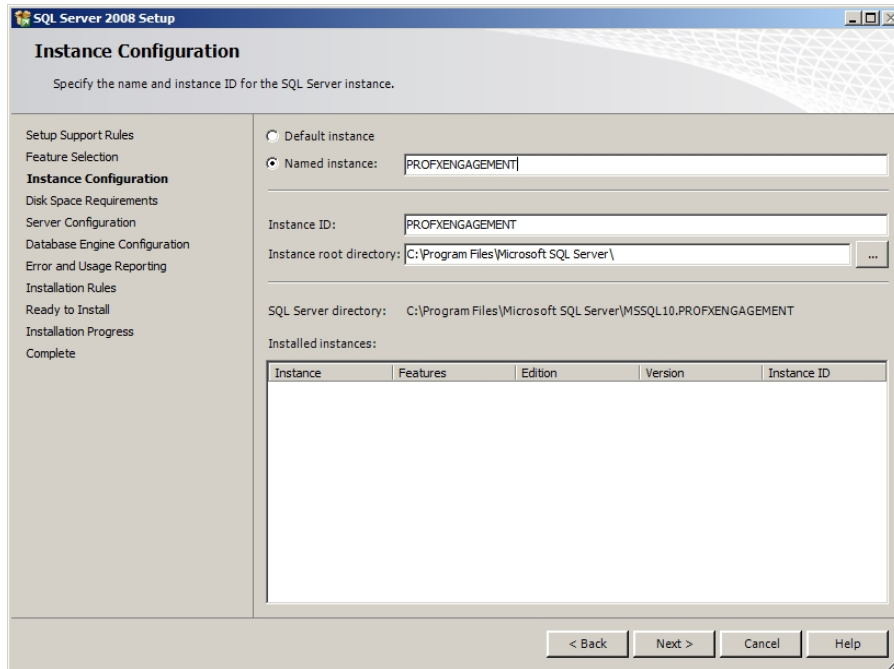 SQL Server 2008 Setup
Instance Configuration
Specify the name and instance ID for the SQL Server instance.
Setup Support Rules
Feature Selection
Instance Configuration
Disk Space Requirements
Server Configuration
Database Engine Configuration
Error and Usage Reporting
Installation Rules
Ready to Install
Installation Progress
Complete
Default instance
Named instance: PROFXENGAGEMENT
Instance ID: PROFXENGAGEMENT
Instance root directory: C:\Program Files\Microsoft SQL Server\ ...
SQL Server directory: C:\Program Files\Microsoft SQL Server\MSSQL10.PROFXENGAGEMENT
Installed instances:
Instance Features Edition Version Instance ID
< Back Next > Cancel Help